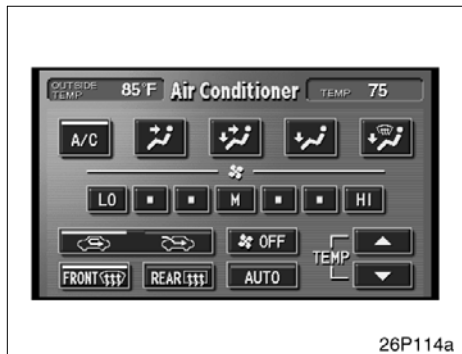 OUTSIDE TEMP 85°F Air Conditioner TEMP 75
A/C
LO M HI
OFF
TEMP
FRONT REAR AUTO
26P114a